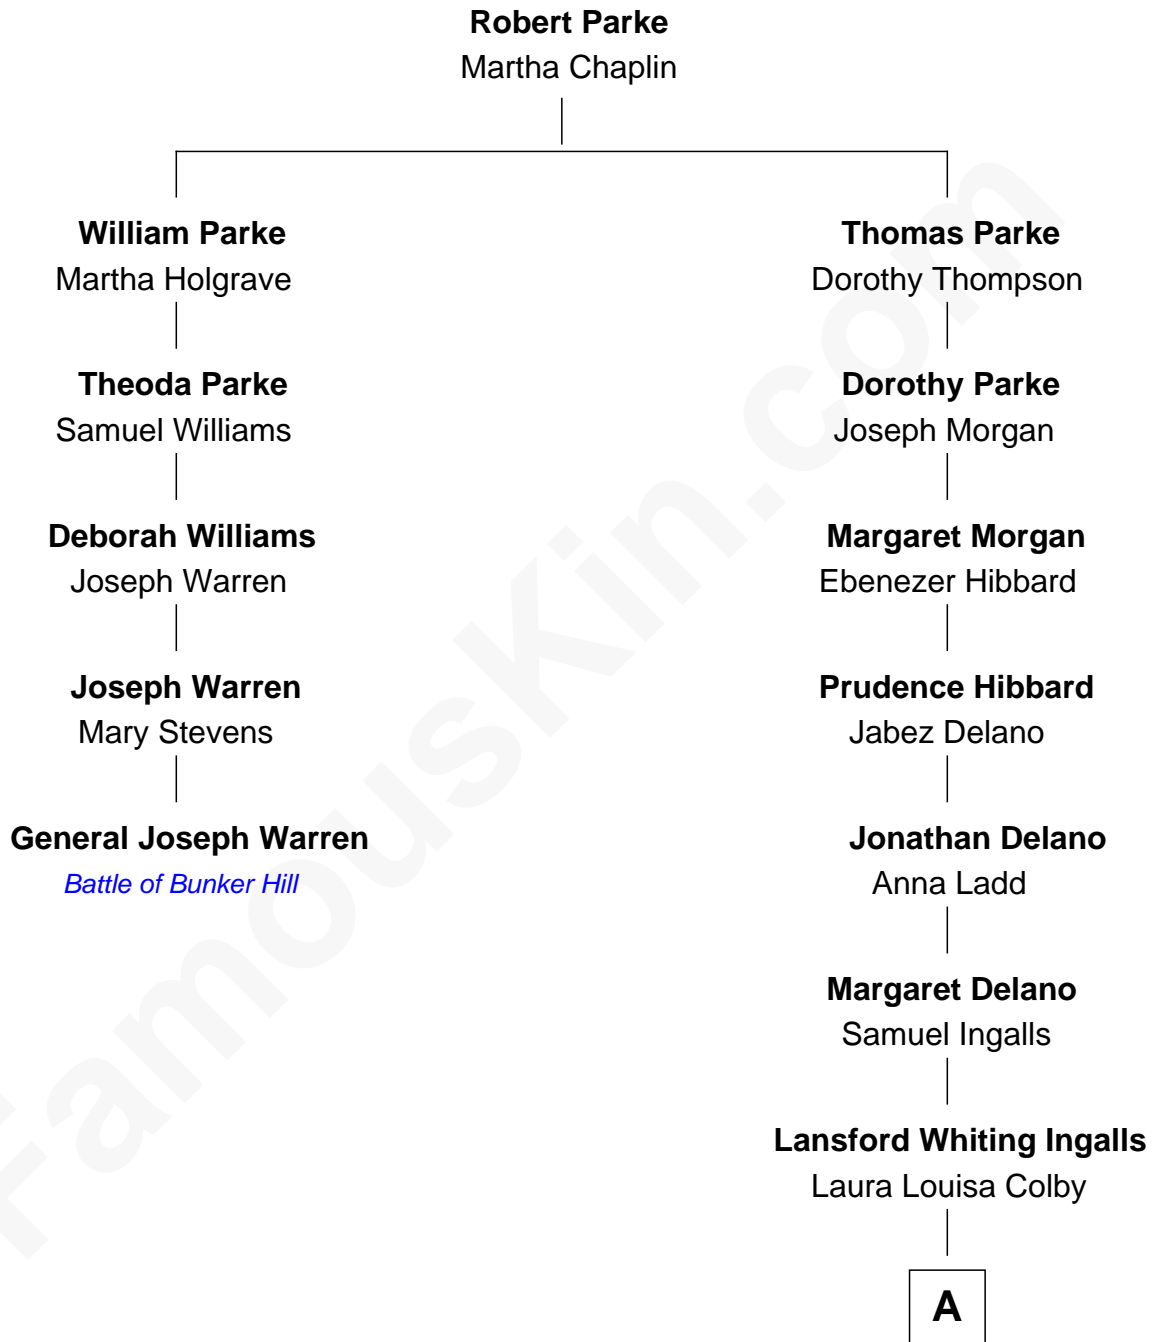 Robert Parke
Martha Chaplin
William Parke
Martha Holgrave
Thomas Parke
Dorothy Thompson
Theoda Parke
Samuel Williams
Dorothy Parke
Joseph Morgan
Deborah Williams
Joseph Warren
Margaret Morgan
Ebenezer Hibbard
Joseph Warren
Mary Stevens
Prudence Hibbard
Jabez Delano
General Joseph Warren
Battle of Bunker Hill
Jonathan Delano
Anna Ladd
Margaret Delano
Samuel Ingalls
Lansford Whiting Ingalls
Laura Louisa Colby
A
FamousKin.com